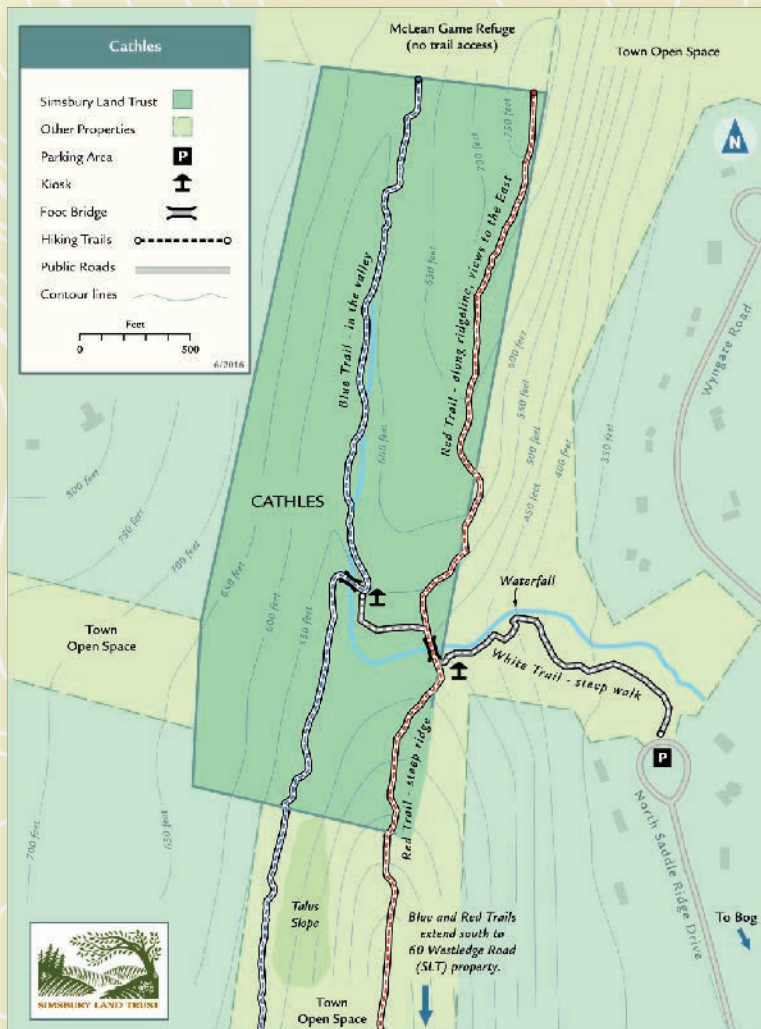 Cathles
Simsbury Land Trust
Other Properties
Parking Area
P
Kiosk
Foot Bridge
Hiking Trails
Public Roads
Contour lines
Feet
0 500
6/2016
McLean Game Refuge
(no trail access)
Town Open Space
N
750 feet
700 feet
650 feet
600 feet
Blue Trail - in the valley
Red Trail - along ridgeline, views to the East
Wyngate Road
600 feet
550 feet
500 feet
450 feet
400 feet
350 feet
800 feet
750 feet
700 feet
650 feet
600 feet
550 feet
CATHLES
Waterfall
White Trail - steep walk
Town
Open Space
P
North Saddle Ridge Drive
Red Trail - steep ridge
700 feet
650 feet
Talus
Slope
Blue and Red Trails
extend south to
60 Westledge Road
(SLT) property.
To Bog
Town
Open Space
SIMSBURY LAND TRUST